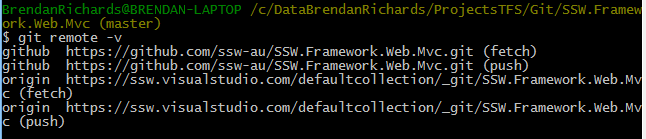 BrendanRichards@BRENDAN-LAPTOP /c/DataBrendanRichards/ProjectsTFS/Git/SSW.Framew
ork.Web.Mvc (master)
$ git remote -v
github  https://github.com/ssw-au/SSW.Framework.Web.Mvc.git (fetch)
github  https://github.com/ssw-au/SSW.Framework.Web.Mvc.git (push)
origin  https://ssw.visualstudio.com/defaultcollection/_git/SSW.Framework.Web.Mv
c (fetch)
origin  https://ssw.visualstudio.com/defaultcollection/_git/SSW.Framework.Web.Mv
c (push)